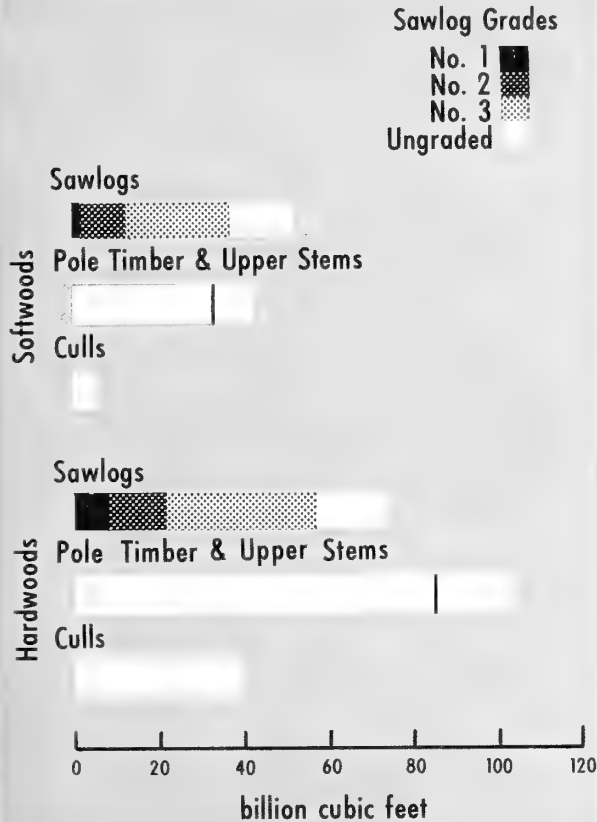 Sawlog Grades
No. 1
No. 2
No. 3
Ungraded
Softwoods
Sawlogs
Pole Timber & Upper Stems
Culls
Hardwoods
Sawlogs
Pole Timber & Upper Stems
Culls
0 20 40 60 80 100 120
billion cubic feet